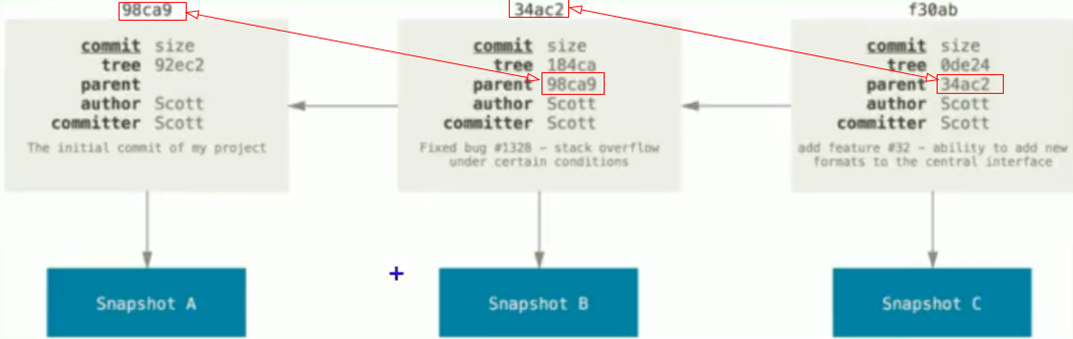 98ca9
commit size
tree 92ec2
parent
author Scott
committer Scott
The initial commit of my project
Snapshot A
34ac2
commit size
tree 184ca
parent 98ca9
author Scott
committer Scott
Fixed bug #1328 - stack overflow
under certain conditions
Snapshot B
f30ab
commit size
tree 0de24
parent 34ac2
author Scott
committer Scott
add feature #32 - ability to add new
formats to the central interface
Snapshot C